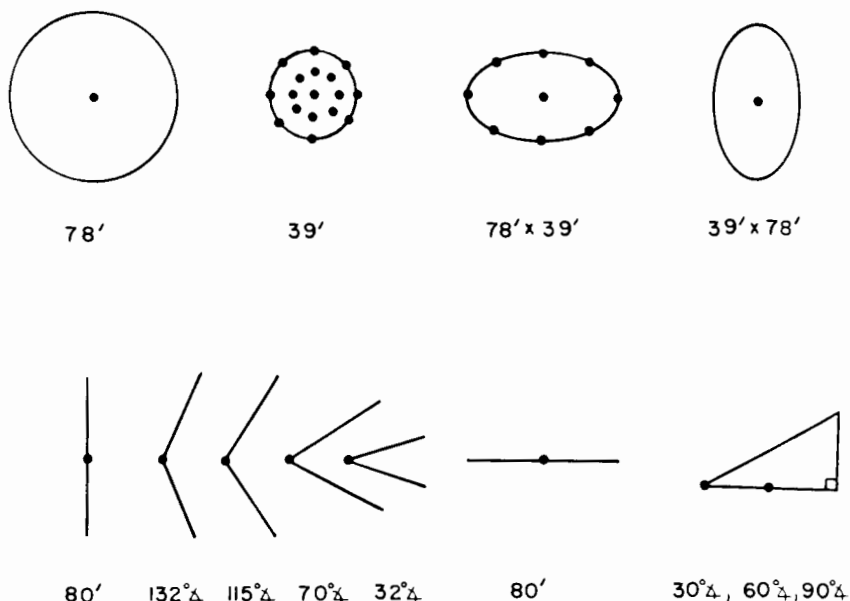 78′ 39′ 78′ x 39′ 39′ x 78′
80′ 132°∡ 115°∡ 70°∡ 32°∡ 80′ 30°∡, 60°∡, 90°∡